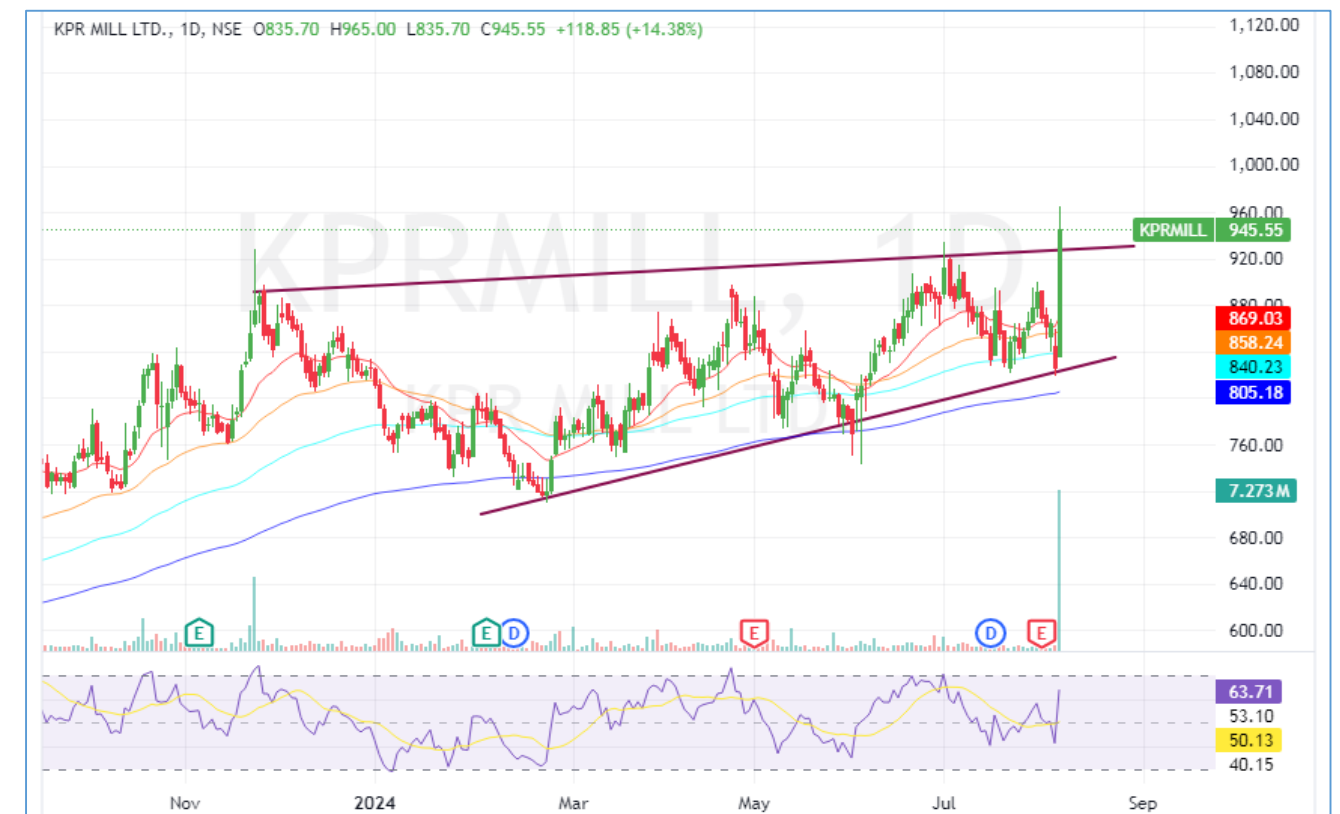 KPR MILL LTD., 1D, NSE O835.70 H965.00 L835.70 C945.55 +118.85 (+14.38%)
1,120.00
1,080.00
1,040.00
1,000.00
960.00
KPRMILL, 1D
KPRMILL 945.55
920.00
880.00
869.03
858.24
840.23
805.18
KPR MILL LTD.
760.00
7.273M
680.00
640.00
600.00
E E D E D E
63.71
53.10
50.13
40.15
Nov 2024 Mar May Jul Sep